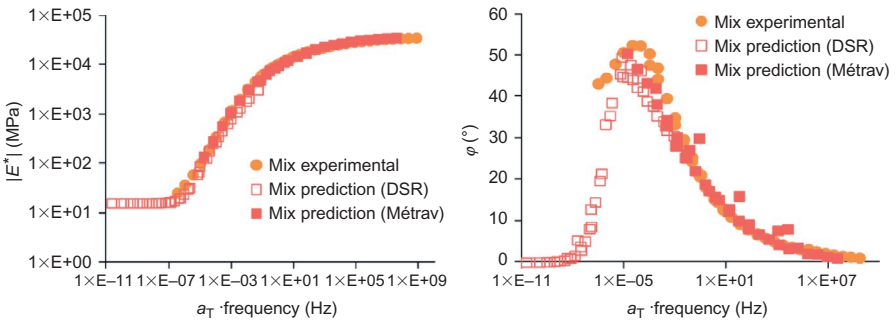 1×E+05
1×E+04
1×E+03
1×E+02
1×E+01
1×E+00
|E*| (MPa)
Mix experimental
Mix prediction (DSR)
Mix prediction (Métrav)
1×E−11 1×E−07 1×E−03 1×E+01 1×E+05 1×E+09
aT ·frequency (Hz)
60
50
40
30
20
10
0
φ (°)
Mix experimental
Mix prediction (DSR)
Mix prediction (Métrav)
1×E−11 1×E−05 1×E+01 1×E+07
aT ·frequency (Hz)